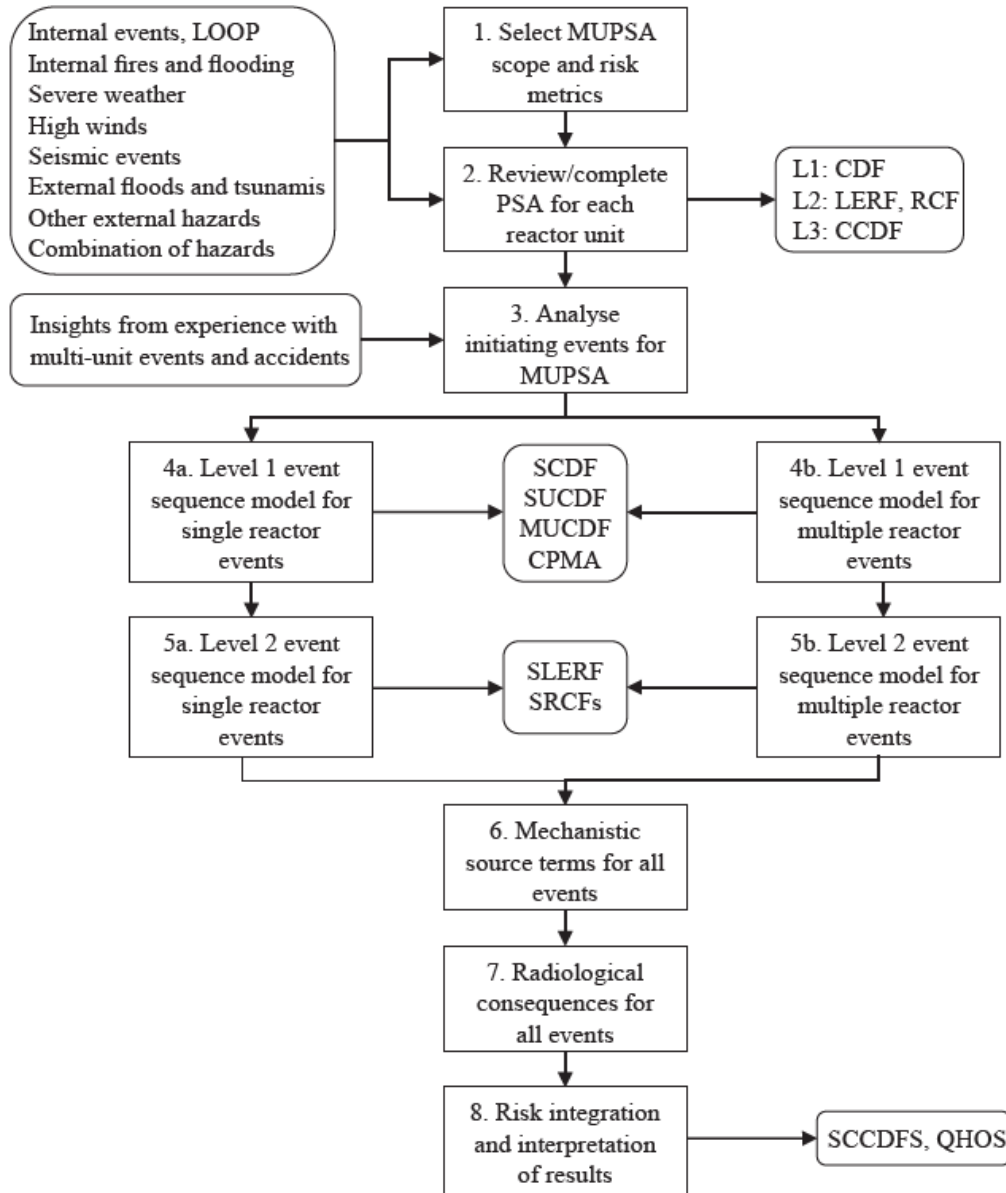 Internal events, LOOP
Internal fires and flooding
Severe weather
High winds
Seismic events
External floods and tsunamis
Other external hazards
Combination of hazards
1. Select MUPSA
scope and risk
metrics
2. Review/complete
PSA for each
reactor unit
L1: CDF
L2: LERF, RCF
L3: CCDF
Insights from experience with
multi-unit events and accidents
3. Analyse
initiating events for
MUPSA
4a. Level 1 event
sequence model for
single reactor
events
SCDF
SUCDF
MUCDF
CPMA
4b. Level 1 event
sequence model for
multiple reactor
events
5a. Level 2 event
sequence model for
single reactor
events
SLERF
SRCFs
5b. Level 2 event
sequence model for
multiple reactor
events
6. Mechanistic
source terms for all
events
7. Radiological
consequences for
all events
8. Risk integration
and interpretation
of results
SCCDFS, QHOS